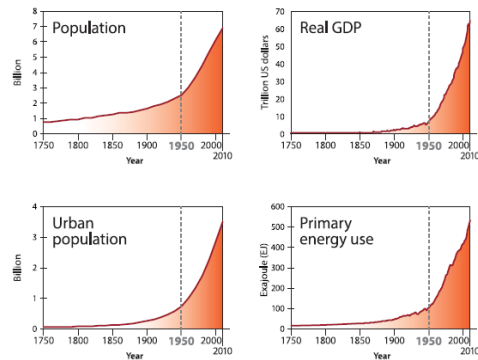 Population
Billion
8
7
6
5
4
3
2
1
0
1750 1800 1850 1900 1950 2000 2010
Year
Real GDP
Trillion US dollars
70
60
50
40
30
20
10
0
1750 1800 1850 1900 1950 2000 2010
Year
Urban
population
Billion
4
3
2
1
0
1750 1800 1850 1900 1950 2000 2010
Year
Primary
energy use
Exajoule (EJ)
600
500
400
300
200
100
0
1750 1800 1850 1900 1950 2000 2010
Year